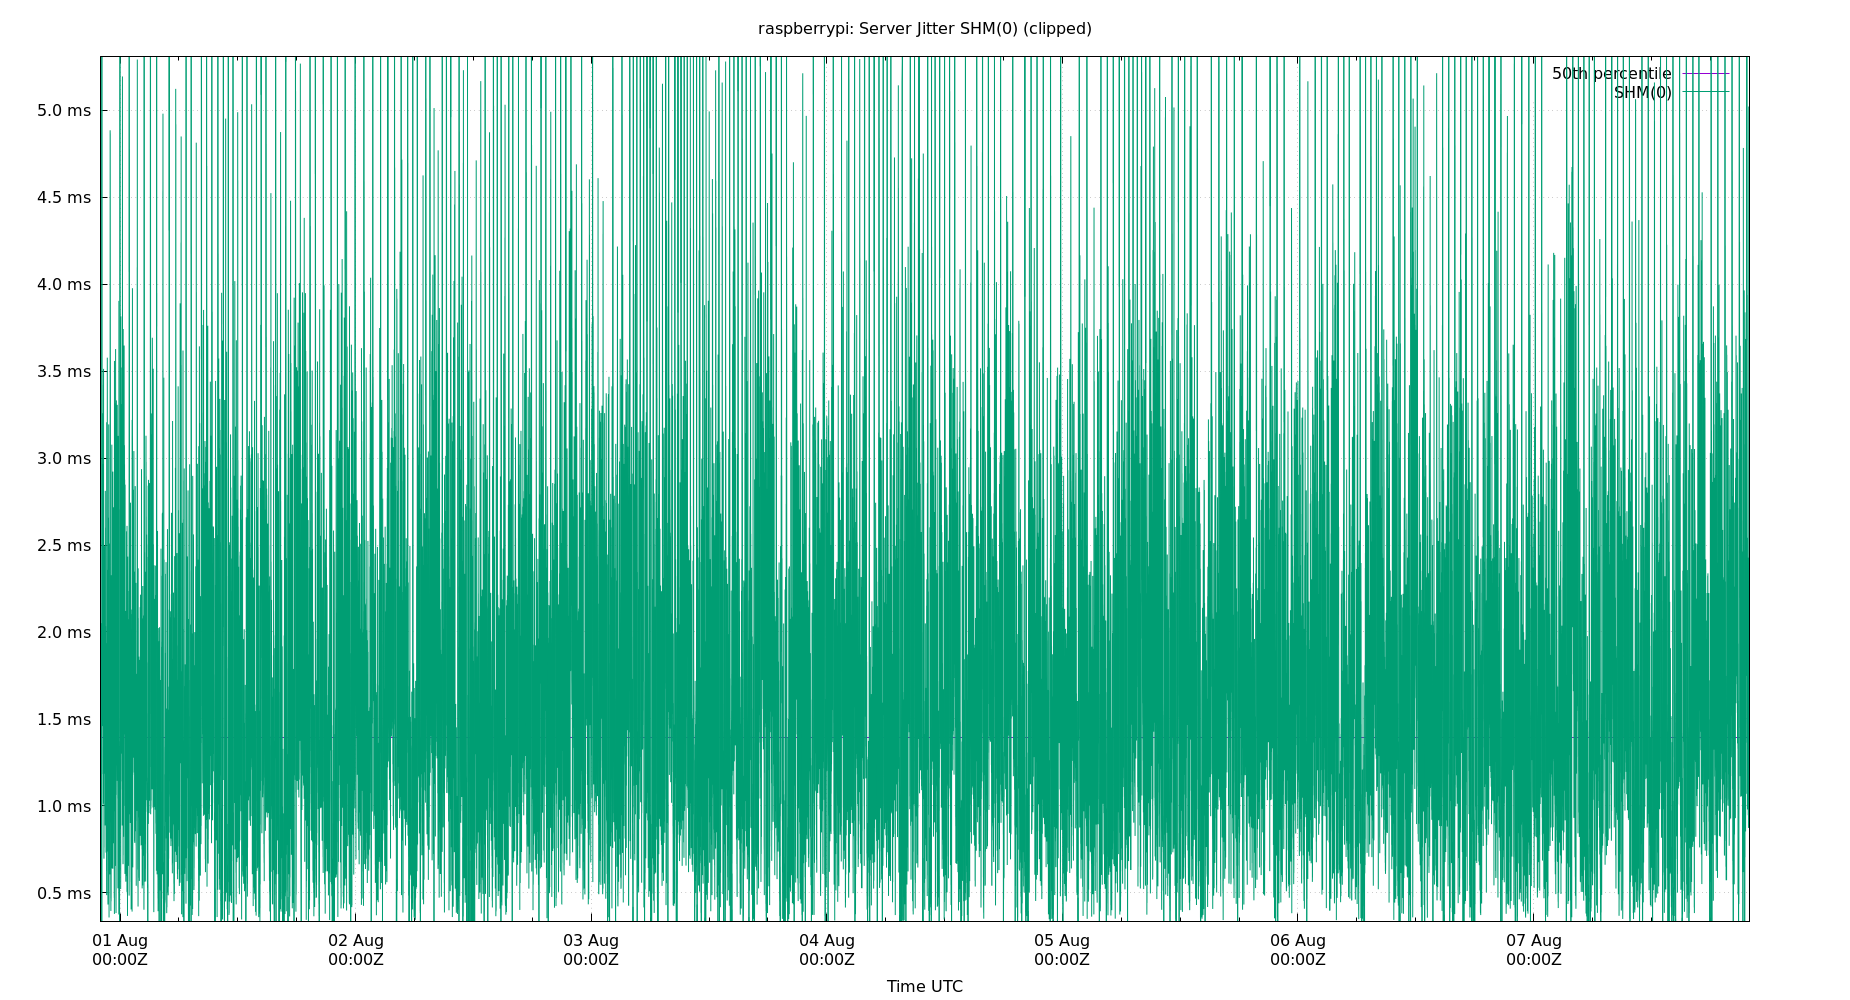 raspberrypi: Server Jitter SHM(0) (clipped)
50th percentile
SHM(0)
5.0 ms
4.5 ms
4.0 ms
3.5 ms
3.0 ms
2.5 ms
2.0 ms
1.5 ms
1.0 ms
0.5 ms
01 Aug 02 Aug 03 Aug 04 Aug 05 Aug 06 Aug 07 Aug
00:00Z 00:00Z 00:00Z 00:00Z 00:00Z 00:00Z 00:00Z
Time UTC